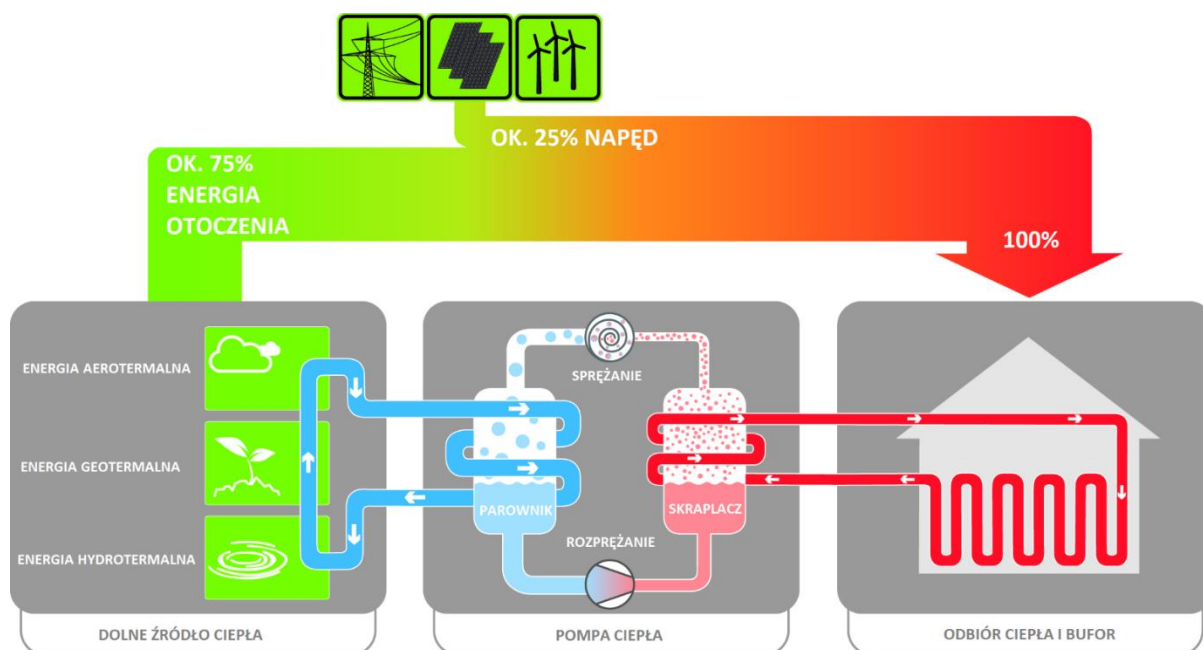 OK. 25% NAPĘD
OK. 75%
ENERGIA
OTOCZENIA
100%
ENERGIA AEROTERMALNA
ENERGIA GEOTERMALNA
ENERGIA HYDROTERMALNA
SPRĘŻANIE
PAROWNIK
SKRAPLACZ
ROZPRĘŻANIE
DOLNE ŹRÓDŁO CIEPŁA
POMPA CIEPŁA
ODBIÓR CIEPŁA I BUFOR